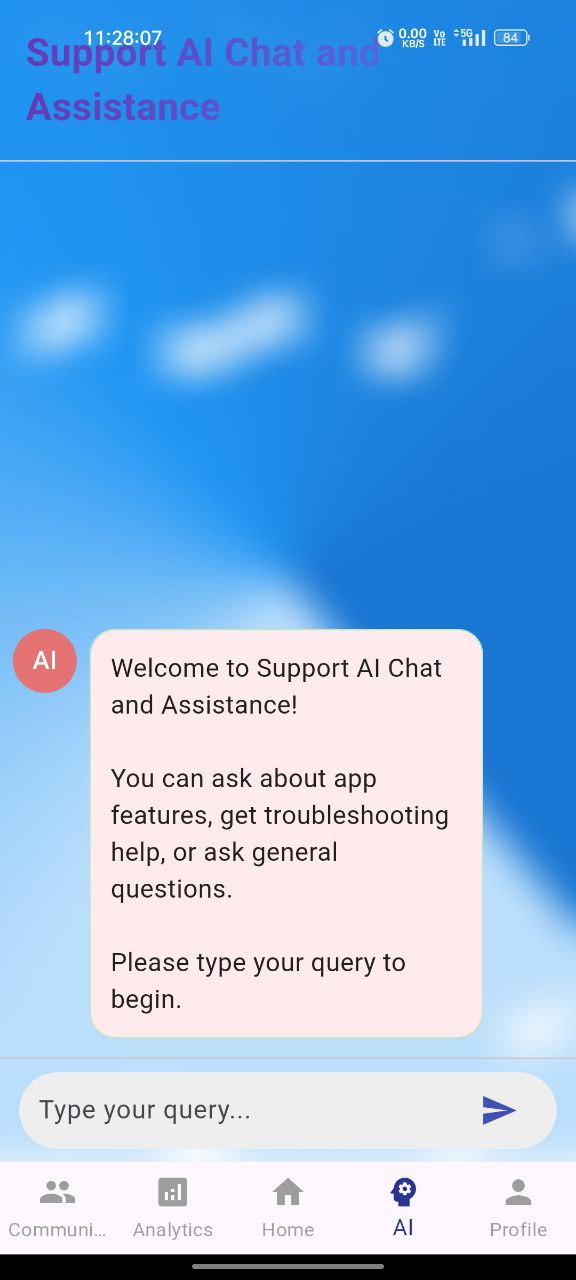 11:28:07 0.00 KB/S Vo LTE 5G 84
Support AI Chat and
Assistance
AI
Welcome to Support AI Chat
and Assistance!
You can ask about app
features, get troubleshooting
help, or ask general
questions.
Please type your query to
begin.
Type your query...
Communi... Analytics Home AI Profile